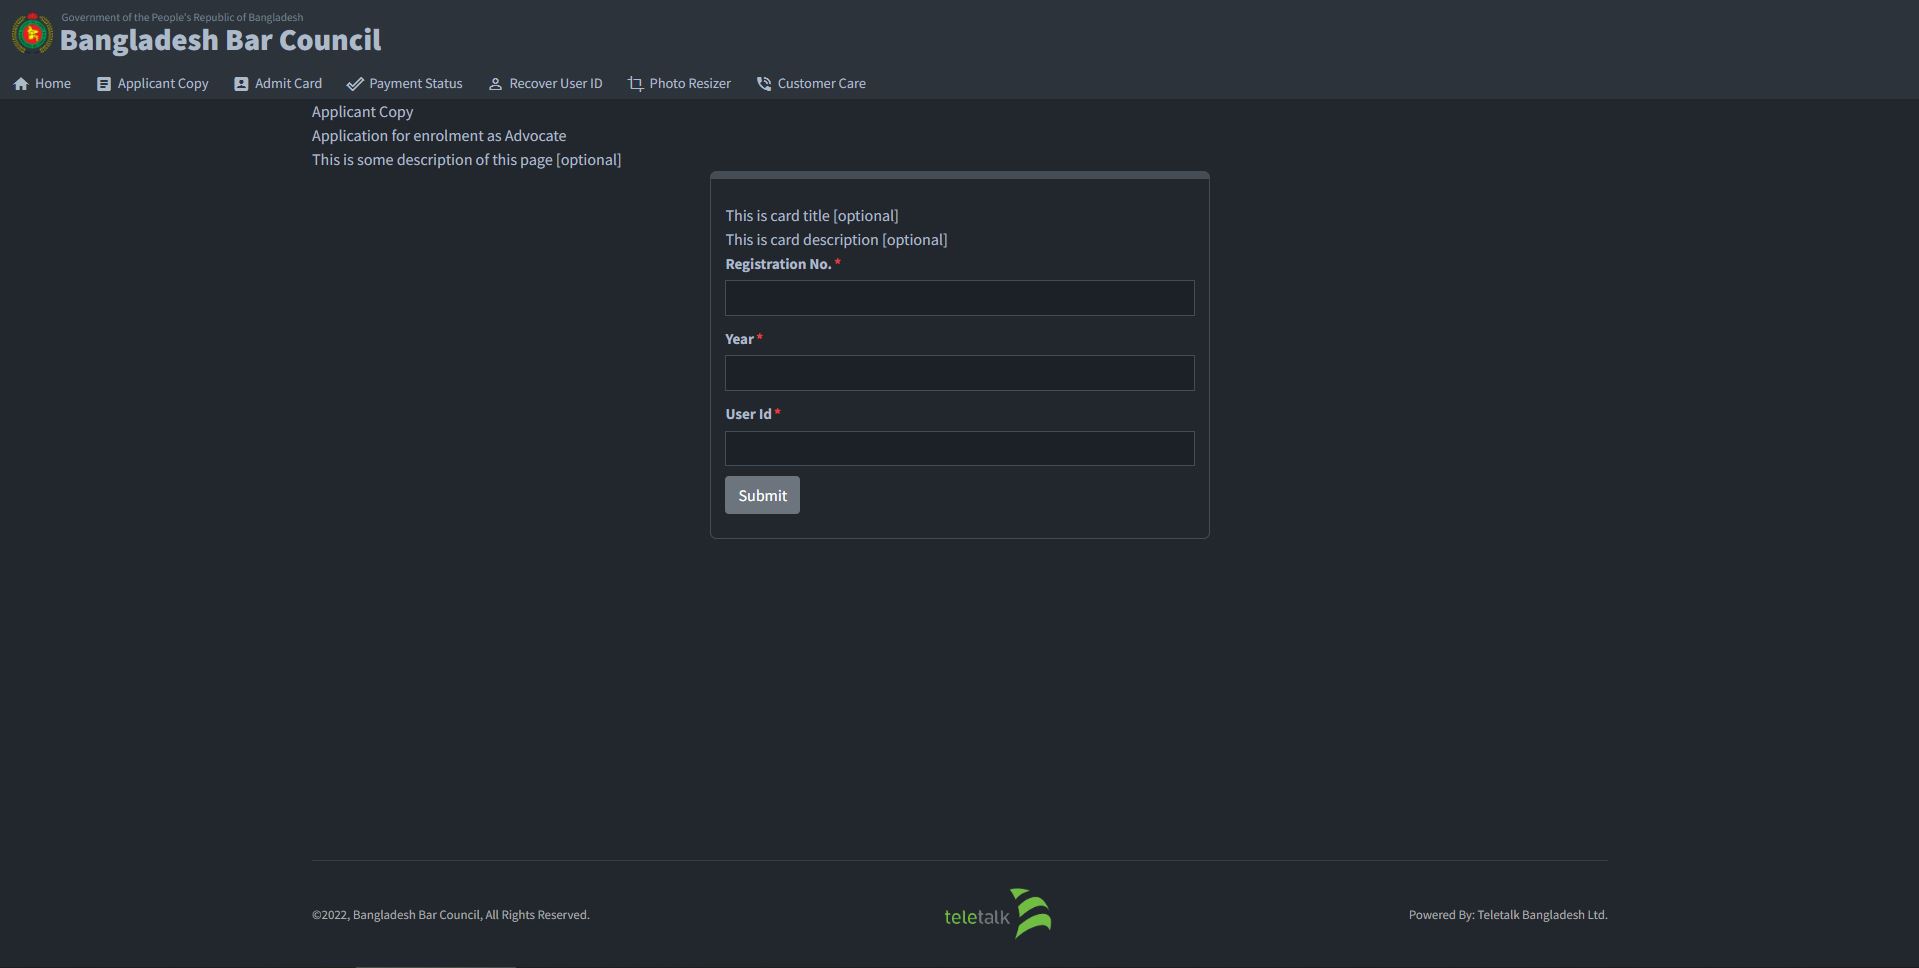 Government of the People's Republic of Bangladesh
Bangladesh Bar Council
Home Applicant Copy Admit Card Payment Status Recover User ID Photo Resizer Customer Care
Applicant Copy
Application for enrolment as Advocate
This is some description of this page [optional]
This is card title [optional]
This is card description [optional]
Registration No. *
Year *
User Id *
Submit
©2022, Bangladesh Bar Council, All Rights Reserved.
teletalk
Powered By: Teletalk Bangladesh Ltd.